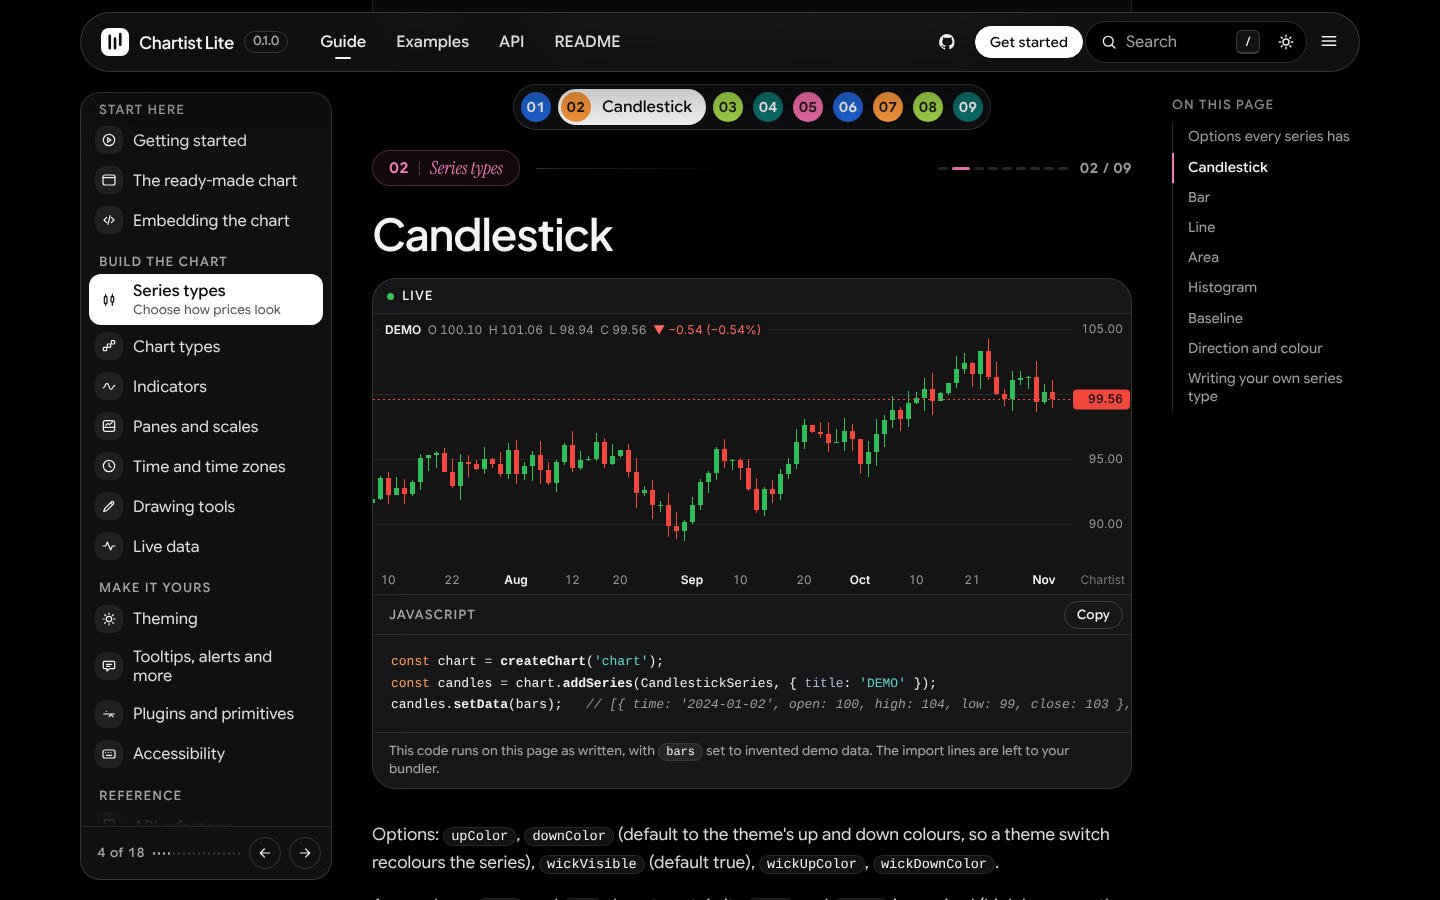 Chartist Lite 0.1.0 Guide Examples API README Get started Search /
START HERE
Getting started
The ready-made chart
Embedding the chart
BUILD THE CHART
Series types
Choose how prices look
Chart types
Indicators
Panes and scales
Time and time zones
Drawing tools
Live data
MAKE IT YOURS
Theming
Tooltips, alerts and
more
Plugins and primitives
Accessibility
REFERENCE
4 of 18
01 02 Candlestick 03 04 05 06 07 08 09
02 Series types 02 / 09
Candlestick
LIVE
DEMO O 100.10 H 101.06 L 98.94 C 99.56 ▼ −0.54 (−0.54%)
105.00
99.56
95.00
90.00
10 22 Aug 12 20 Sep 10 20 Oct 10 21 Nov Chartist
JAVASCRIPT Copy
const chart = createChart('chart');
const candles = chart.addSeries(CandlestickSeries, { title: 'DEMO' });
candles.setData(bars); // [{ time: '2024-01-02', open: 100, high: 104, low: 99, close: 103 },
This code runs on this page as written, with bars set to invented demo data. The import lines are left to your
bundler.
Options: upColor, downColor (default to the theme's up and down colours, so a theme switch
recolours the series), wickVisible (default true), wickUpColor, wickDownColor.
ON THIS PAGE
Options every series has
Candlestick
Bar
Line
Area
Histogram
Baseline
Direction and colour
Writing your own series
type